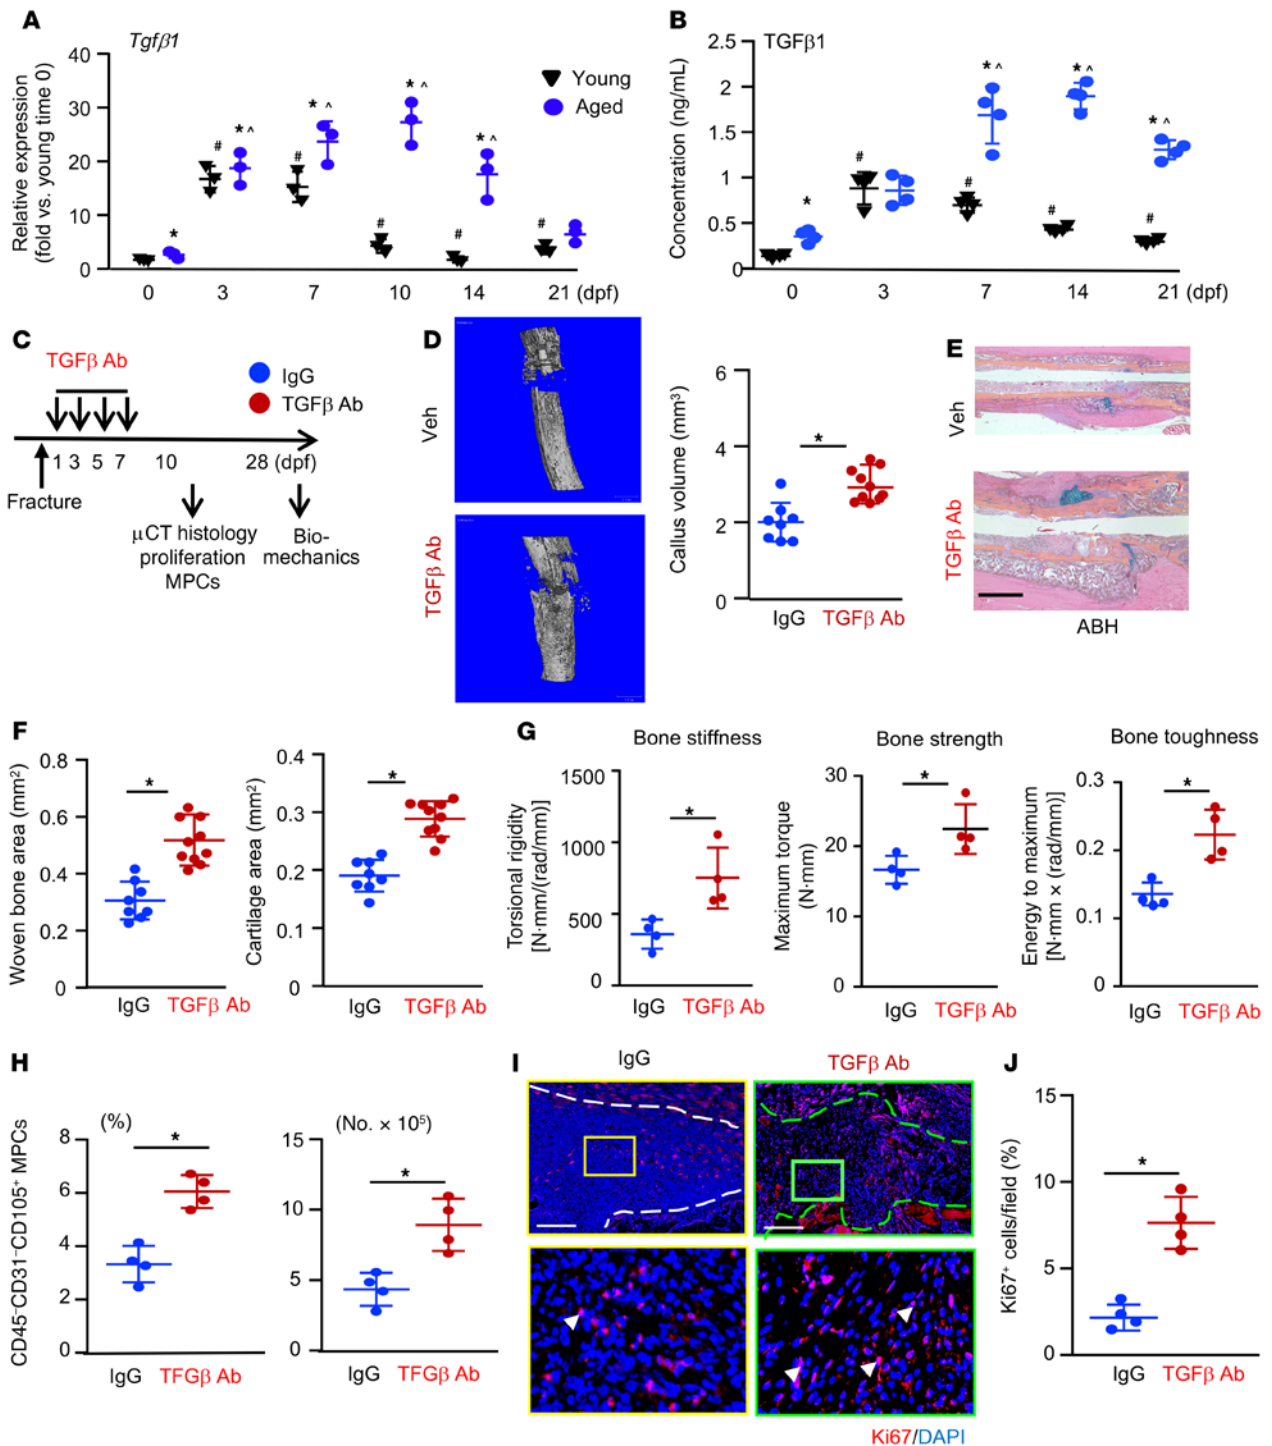 A
Tgfβ1
Relative expression
(fold vs. young time 0)
40
30
20
10
0
* 
#
* ^
#
* ^
#
* ^
#
* ^
#
0 3 7 10 14 21 (dpf)
Young
Aged
B
TGFβ1
Concentration (ng/mL)
2.5
2
1.5
1
0.5
0
*
#
* ^
#
* ^
#
* ^
#
0 3 7 14 21 (dpf)
C
TGFβ Ab
IgG
TGFβ Ab
1 3 5 7 10 28 (dpf)
Fracture
μCT histology
proliferation
MPCs
Bio-
mechanics
D
Veh
TGFβ Ab
Callus volume (mm³)
6
4
2
0
*
IgG TGFβ Ab
E
Veh
TGFβ Ab
ABH
F
Woven bone area (mm²)
0.8
0.6
0.4
0.2
0
*
IgG TGFβ Ab
Cartilage area (mm²)
0.4
0.3
0.2
0.1
0
*
IgG TGFβ Ab
G
Bone stiffness
Torsional rigidity
[N·mm/(rad/mm)]
1500
1000
500
0
*
IgG TGFβ Ab
Bone strength
Maximum torque
(N·mm)
30
20
10
0
*
IgG TGFβ Ab
Bone toughness
Energy to maximum
[N·mm × (rad/mm)]
0.3
0.2
0.1
0
*
IgG TGFβ Ab
H
CD45⁻CD31⁻CD105⁺ MPCs
(%)
8
6
4
2
0
*
IgG TFGβ Ab
(No. × 10⁵)
15
10
5
0
*
IgG TFGβ Ab
I
IgG TGFβ Ab
Ki67/DAPI
J
Ki67⁺ cells/field (%)
15
10
5
0
*
IgG TGFβ Ab